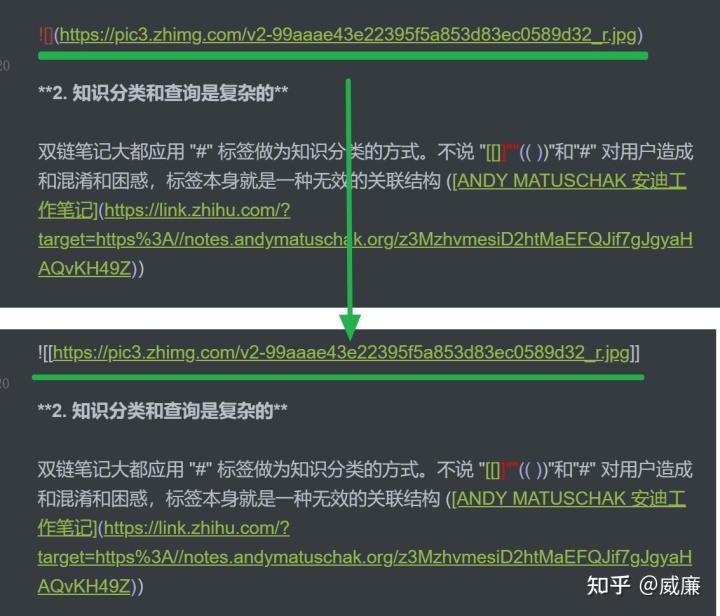 ![](https://pic3.zhimg.com/v2-99aaae43e22395f5a853d83ec0589d32_r.jpg)
20
**2. 知识分类和查询是复杂的**
双链笔记大都应用 "#" 标签做为知识分类的方式。不说 "[[]]""(( ))"和"#" 对用户造成
和混淆和困惑，标签本身就是一种无效的关联结构 ([ANDY MATUSCHAK 安迪工
作笔记](https://link.zhihu.com/?
target=https%3A//notes.andymatuschak.org/z3MzhvmesiD2htMaEFQJif7gJgyaH
AQvKH49Z))
![[https://pic3.zhimg.com/v2-99aaae43e22395f5a853d83ec0589d32_r.jpg]]
20
**2. 知识分类和查询是复杂的**
双链笔记大都应用 "#" 标签做为知识分类的方式。不说 "[[]]""(( ))"和"#" 对用户造成
和混淆和困惑，标签本身就是一种无效的关联结构 ([ANDY MATUSCHAK 安迪工
作笔记](https://link.zhihu.com/?
target=https%3A//notes.andymatuschak.org/z3MzhvmesiD2htMaEFQJif7gJgyaH
AQvKH49Z))
知乎 @威廉